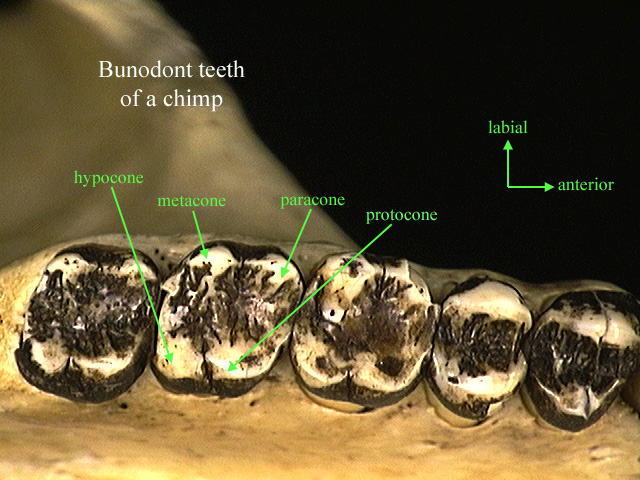 Bunodont teeth
of a chimp
labial
anterior
hypocone
metacone
paracone
protocone